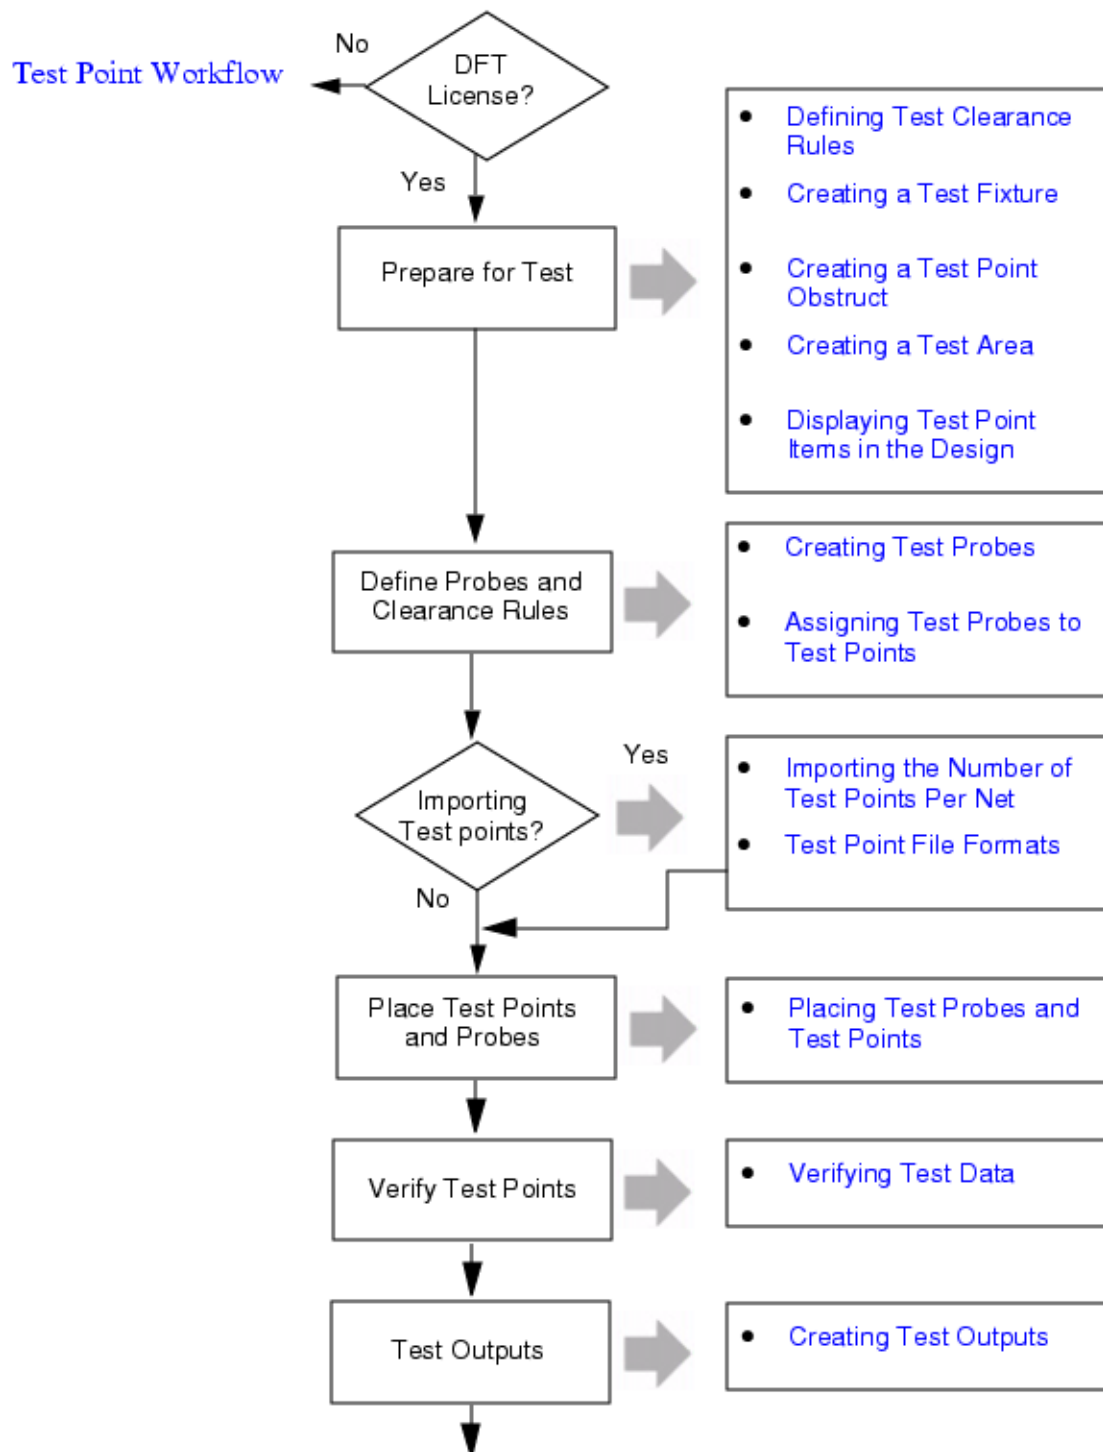 No
Test Point Workflow
DFT
License?
Yes
Prepare for Test
• Defining Test Clearance
Rules
• Creating a Test Fixture
• Creating a Test Point
Obstruct
• Creating a Test Area
• Displaying Test Point
Items in the Design
Define Probes and
Clearance Rules
• Creating Test Probes
• Assigning Test Probes to
Test Points
Importing
Test points?
Yes
• Importing the Number of
Test Points Per Net
• Test Point File Formats
No
Place Test Points
and Probes
• Placing Test Probes and
Test Points
Verify Test Points
• Verifying Test Data
Test Outputs
• Creating Test Outputs